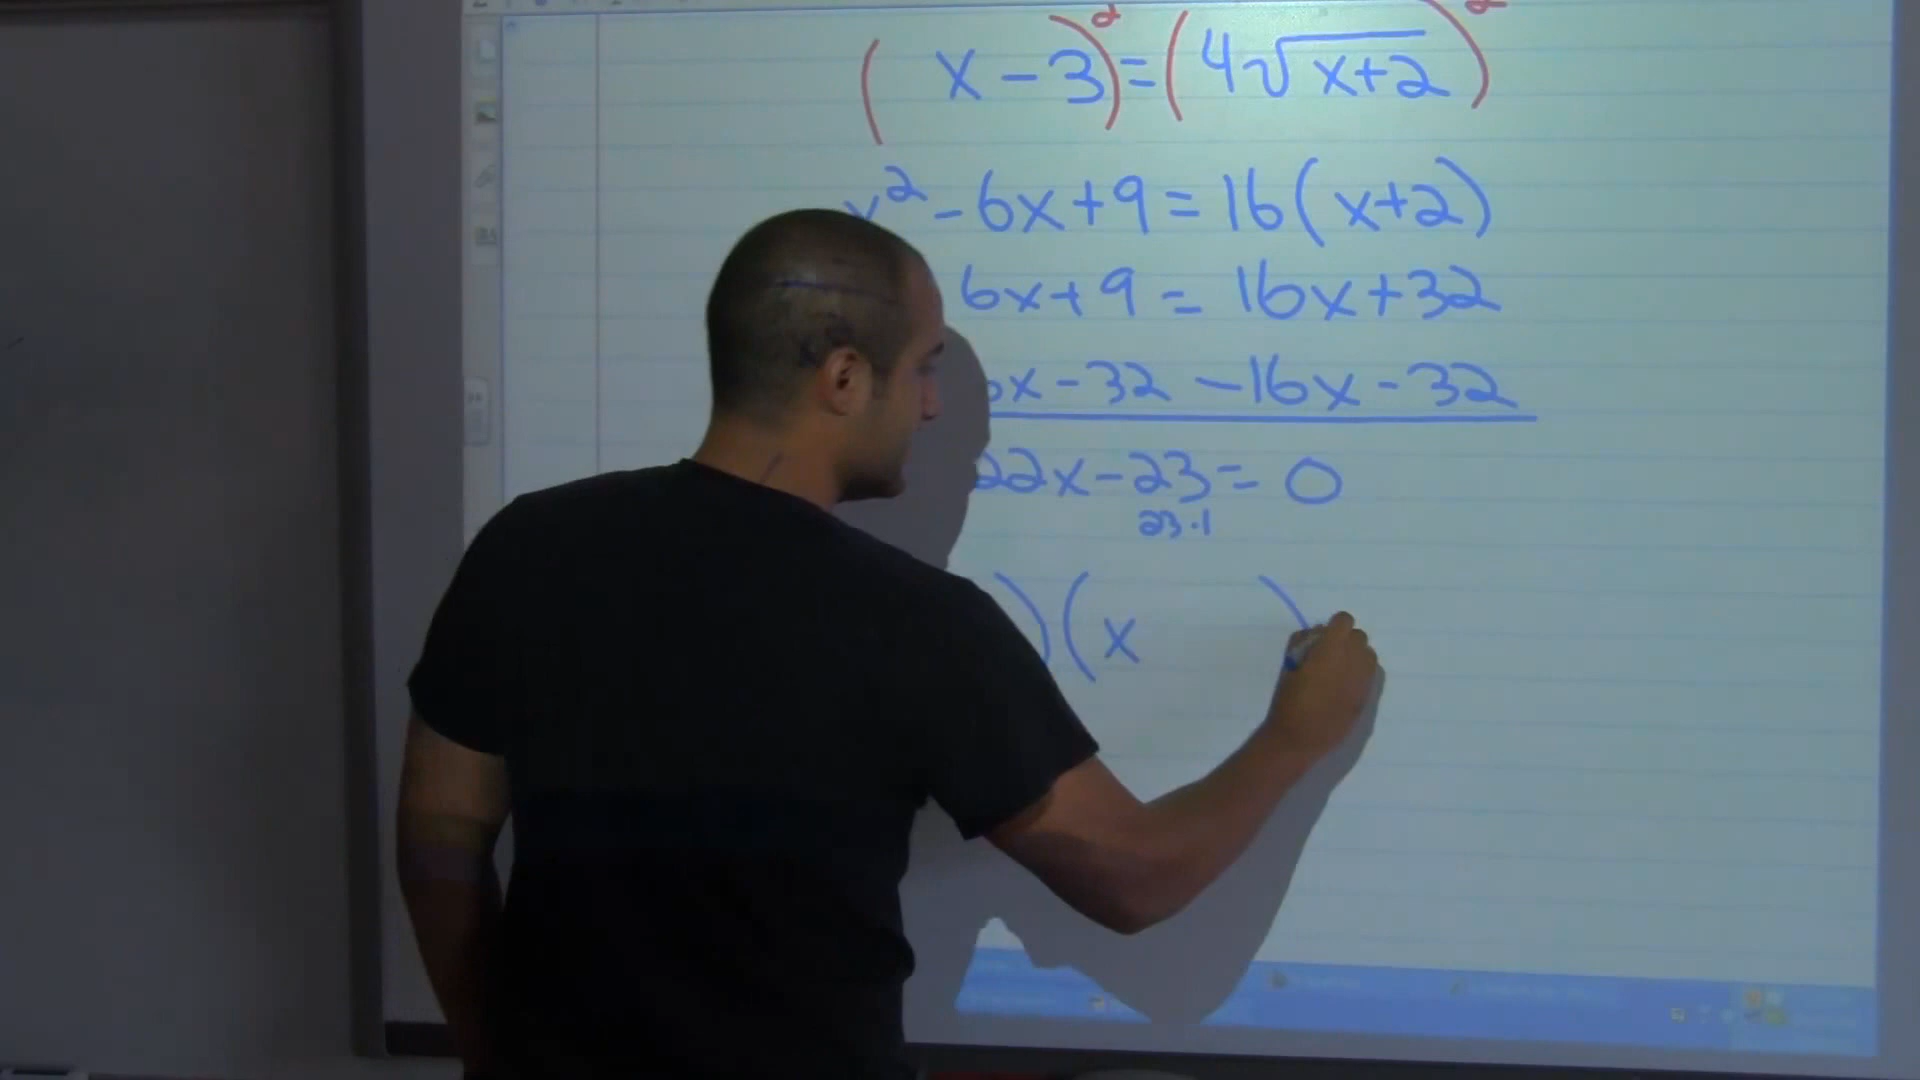 ( x - 3 )² = ( 4√x+2 )²
x² - 6x + 9 = 16(x+2)
6x + 9 = 16x + 32
6x - 32 - 16x - 32
22x - 23 = 0
23·1
)(x )